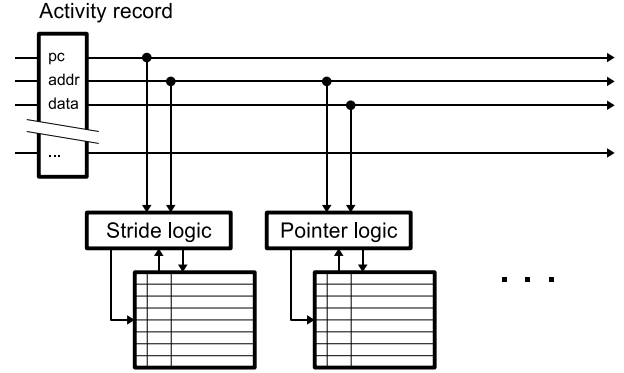 Activity record
pc
addr
data
...
Stride logic
Pointer logic
. . .